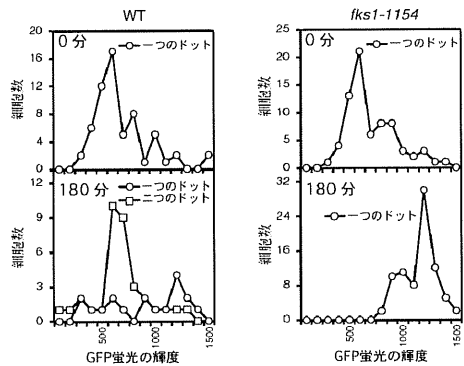 WT
fks1-1154
0分
一つのドット
細胞数
20
16
12
8
4
0
0分
一つのドット
細胞数
25
20
15
10
5
0
180分
一つのドット
二つのドット
細胞数
12
9
6
3
0
500
1000
1500
GFP蛍光の輝度
180分
一つのドット
細胞数
32
24
16
8
0
500
1000
1500
GFP蛍光の輝度